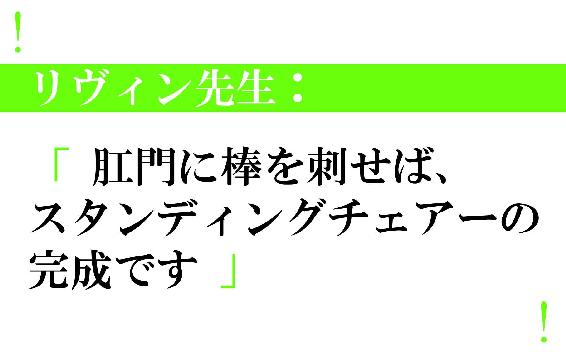 !
リヴィン先生：
「 肛門に棒を刺せば、
スタンディングチェアーの
完成です 」
!